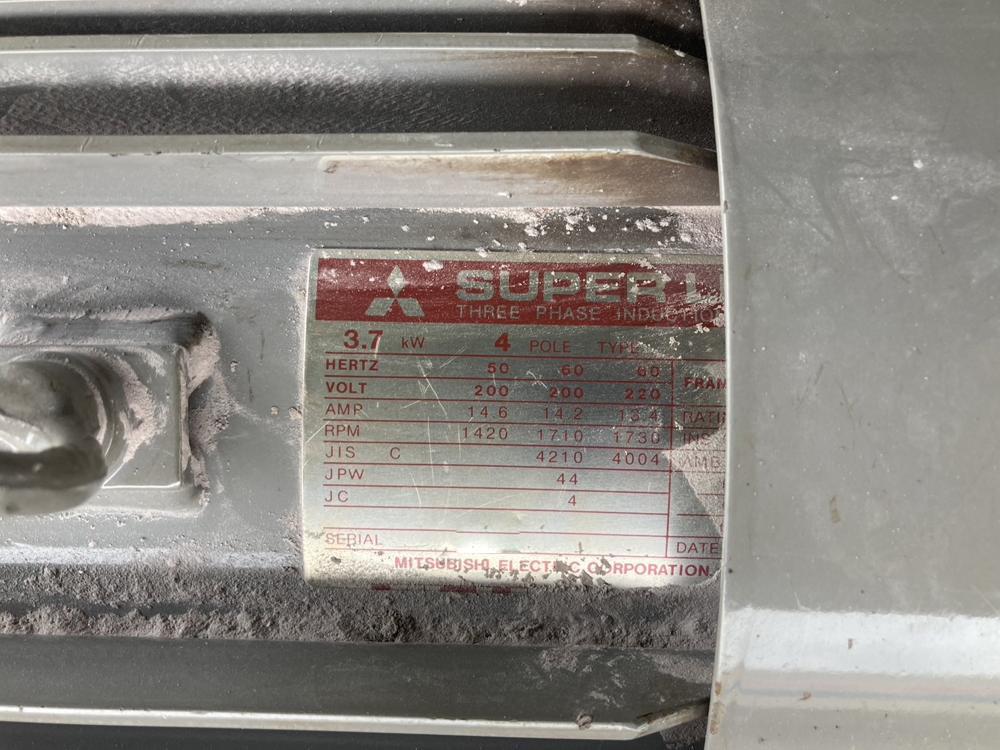 SUPER L
THREE PHASE INDUCTION
3.7 kW 4 POLE TYPE
HERTZ 50 60 60
VOLT 200 200 220
AMP 14.6 14.2 13.4
RPM 1420 1710 1730
JIS C 4210 4004
JPW 44
JC 4
SERIAL
FRAM
RATIN
INS
AMB
DATE
MITSUBISHI ELECTRIC CORPORATION